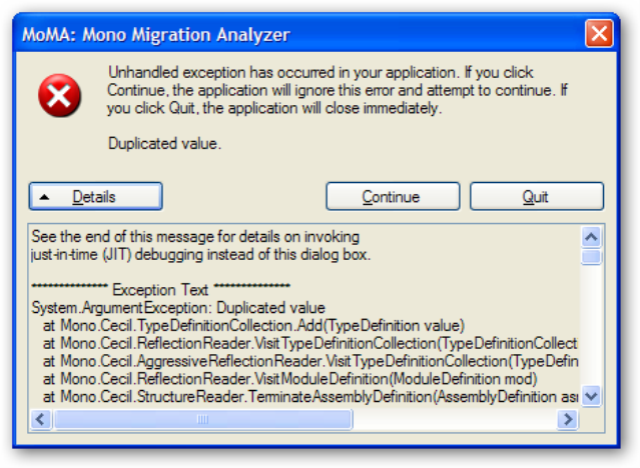 MoMA: Mono Migration Analyzer
Unhandled exception has occurred in your application. If you click
Continue, the application will ignore this error and attempt to continue. If
you click Quit, the application will close immediately.
Duplicated value.
Details
Continue
Quit
See the end of this message for details on invoking
just-in-time (JIT) debugging instead of this dialog box.
************** Exception Text **************
System.ArgumentException: Duplicated value
at Mono.Cecil.TypeDefinitionCollection.Add(TypeDefinition value)
at Mono.Cecil.ReflectionReader.VisitTypeDefinitionCollection(TypeDefinitionCollect
at Mono.Cecil.AggressiveReflectionReader.VisitTypeDefinitionCollection(TypeDefin
at Mono.Cecil.ReflectionReader.VisitModuleDefinition(ModuleDefinition mod)
at Mono.Cecil.StructureReader.TerminateAssemblyDefinition(AssemblyDefinition as